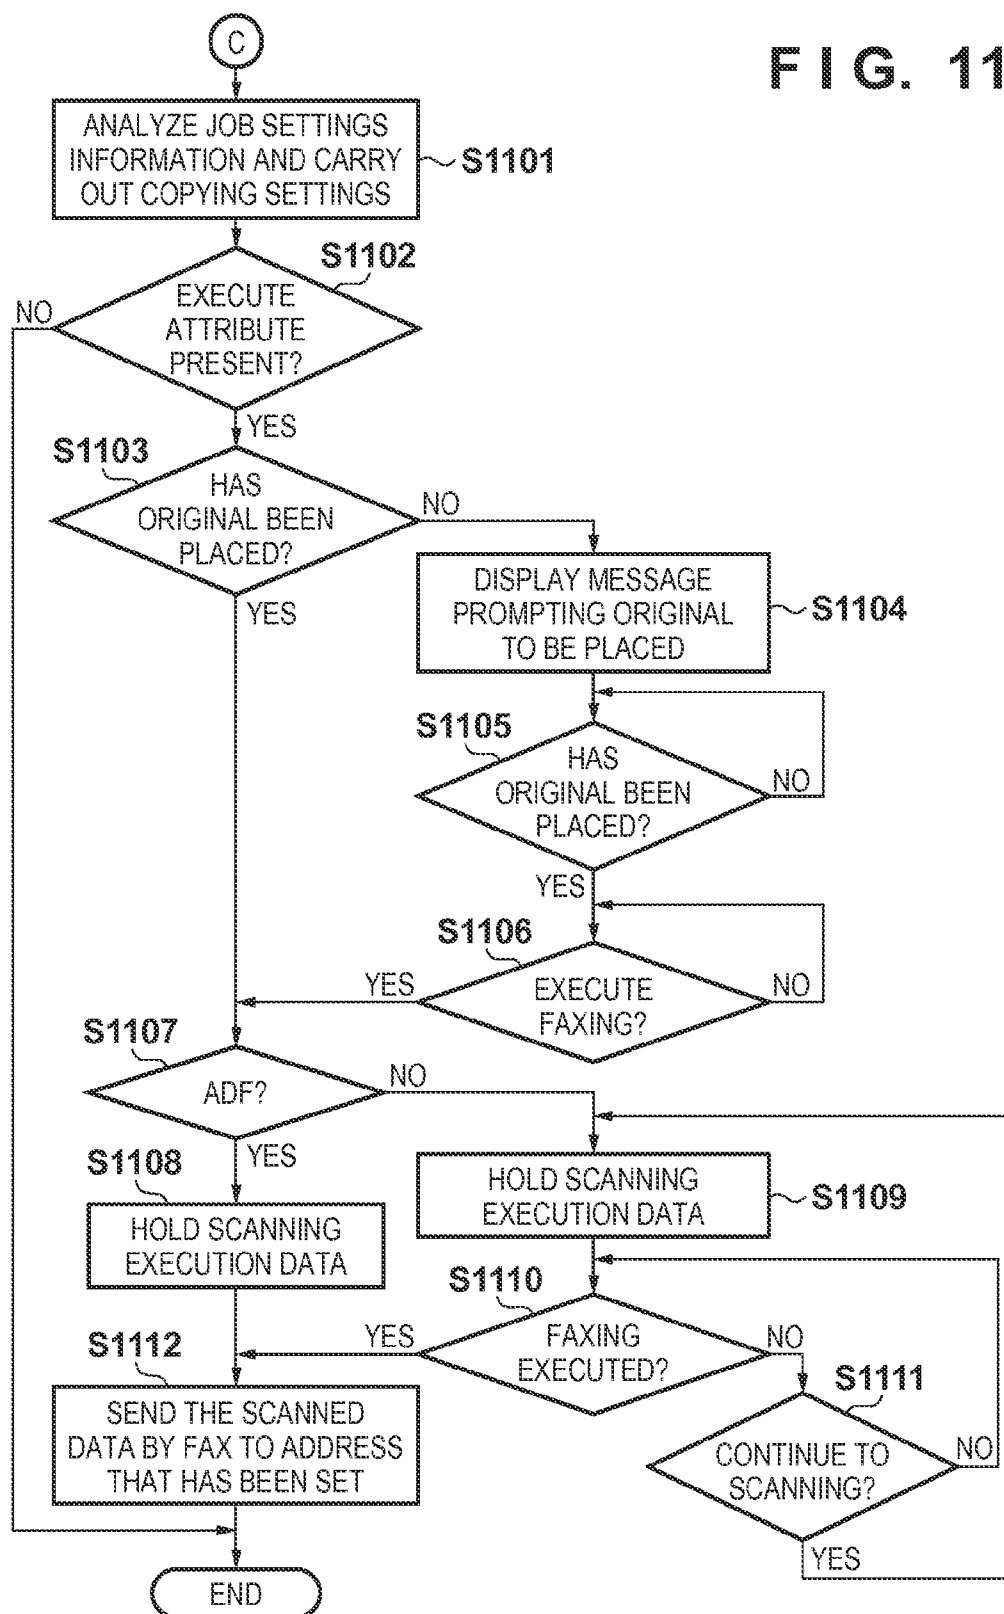 C
FIG. 11
ANALYZE JOB SETTINGS
INFORMATION AND CARRY
OUT COPYING SETTINGS
S1101
S1102
EXECUTE
ATTRIBUTE
PRESENT?
NO
YES
S1103
HAS
ORIGINAL BEEN
PLACED?
NO
YES
DISPLAY MESSAGE
PROMPTING ORIGINAL
TO BE PLACED
S1104
S1105
HAS
ORIGINAL BEEN
PLACED?
NO
YES
S1106
EXECUTE
FAXING?
YES
NO
S1107
ADF?
NO
YES
S1108
HOLD SCANNING
EXECUTION DATA
HOLD SCANNING
EXECUTION DATA
S1109
S1110
FAXING
EXECUTED?
YES
NO
S1111
CONTINUE TO
SCANNING?
NO
YES
S1112
SEND THE SCANNED
DATA BY FAX TO ADDRESS
THAT HAS BEEN SET
END